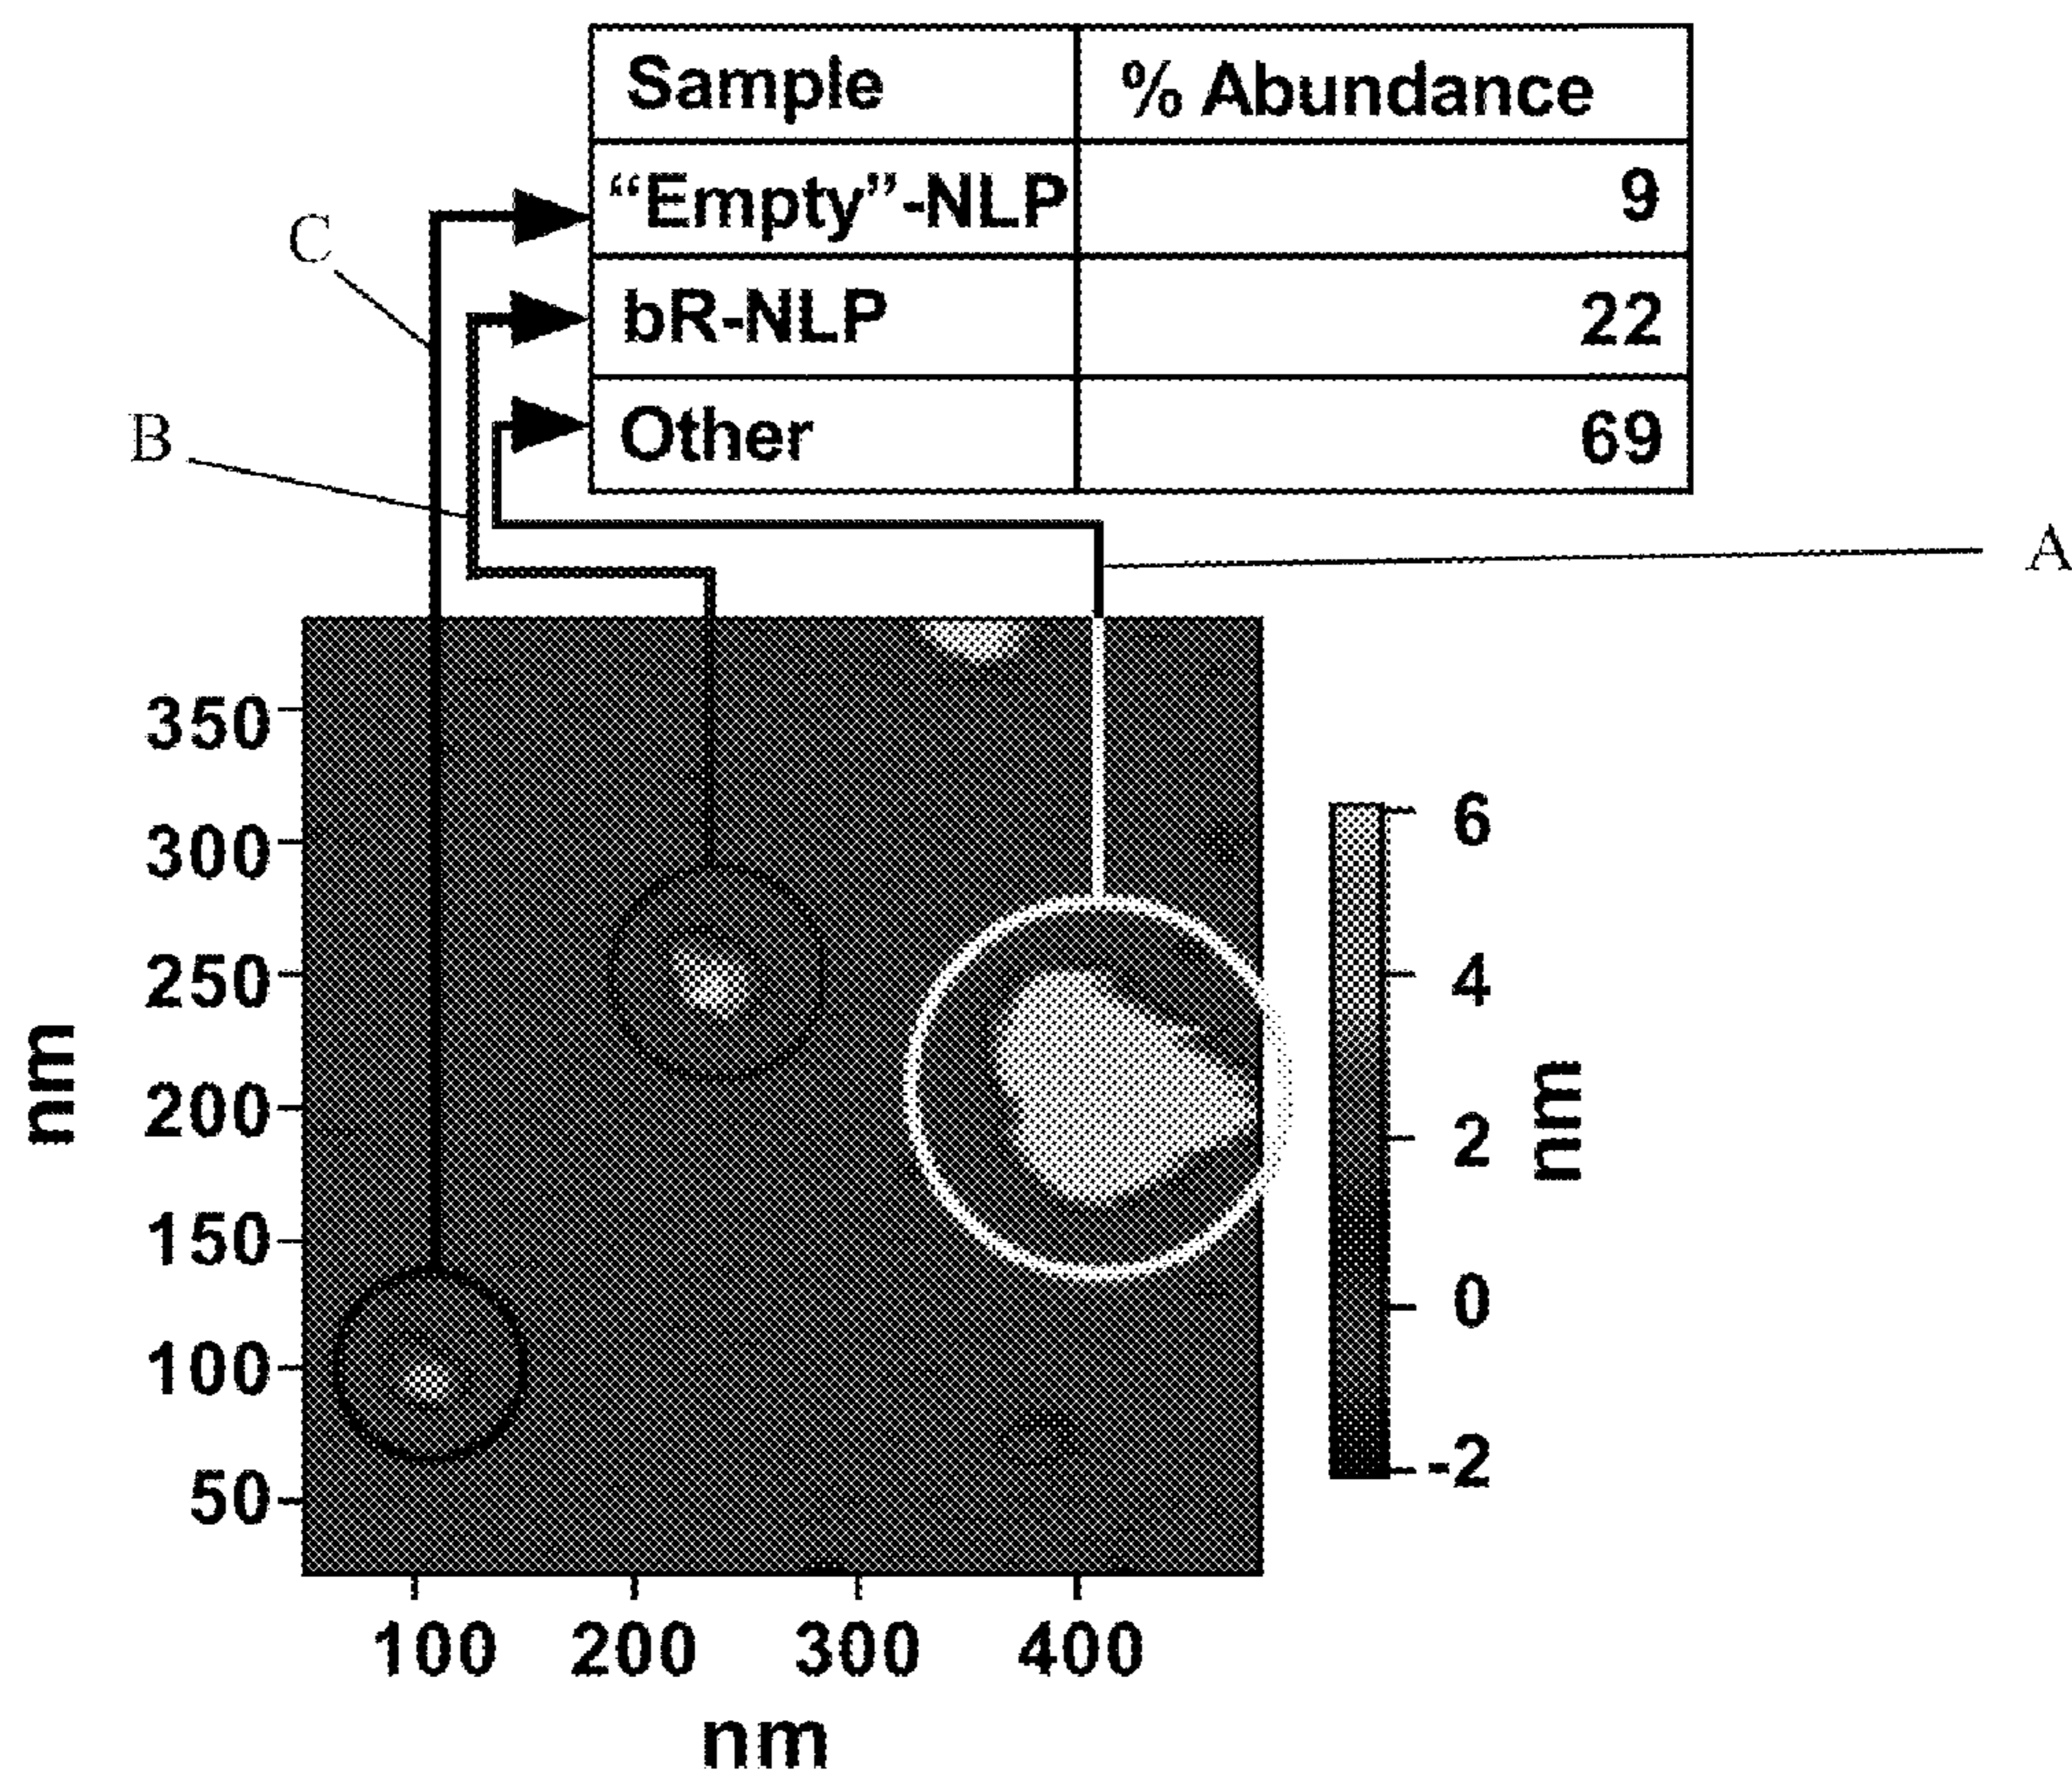 Sample % Abundance
“Empty”-NLP 9
bR-NLP 22
Other 69
C
B
A
350
300
250
200
150
100
50
nm
100 200 300 400
nm
6
4
2
0
-2
nm